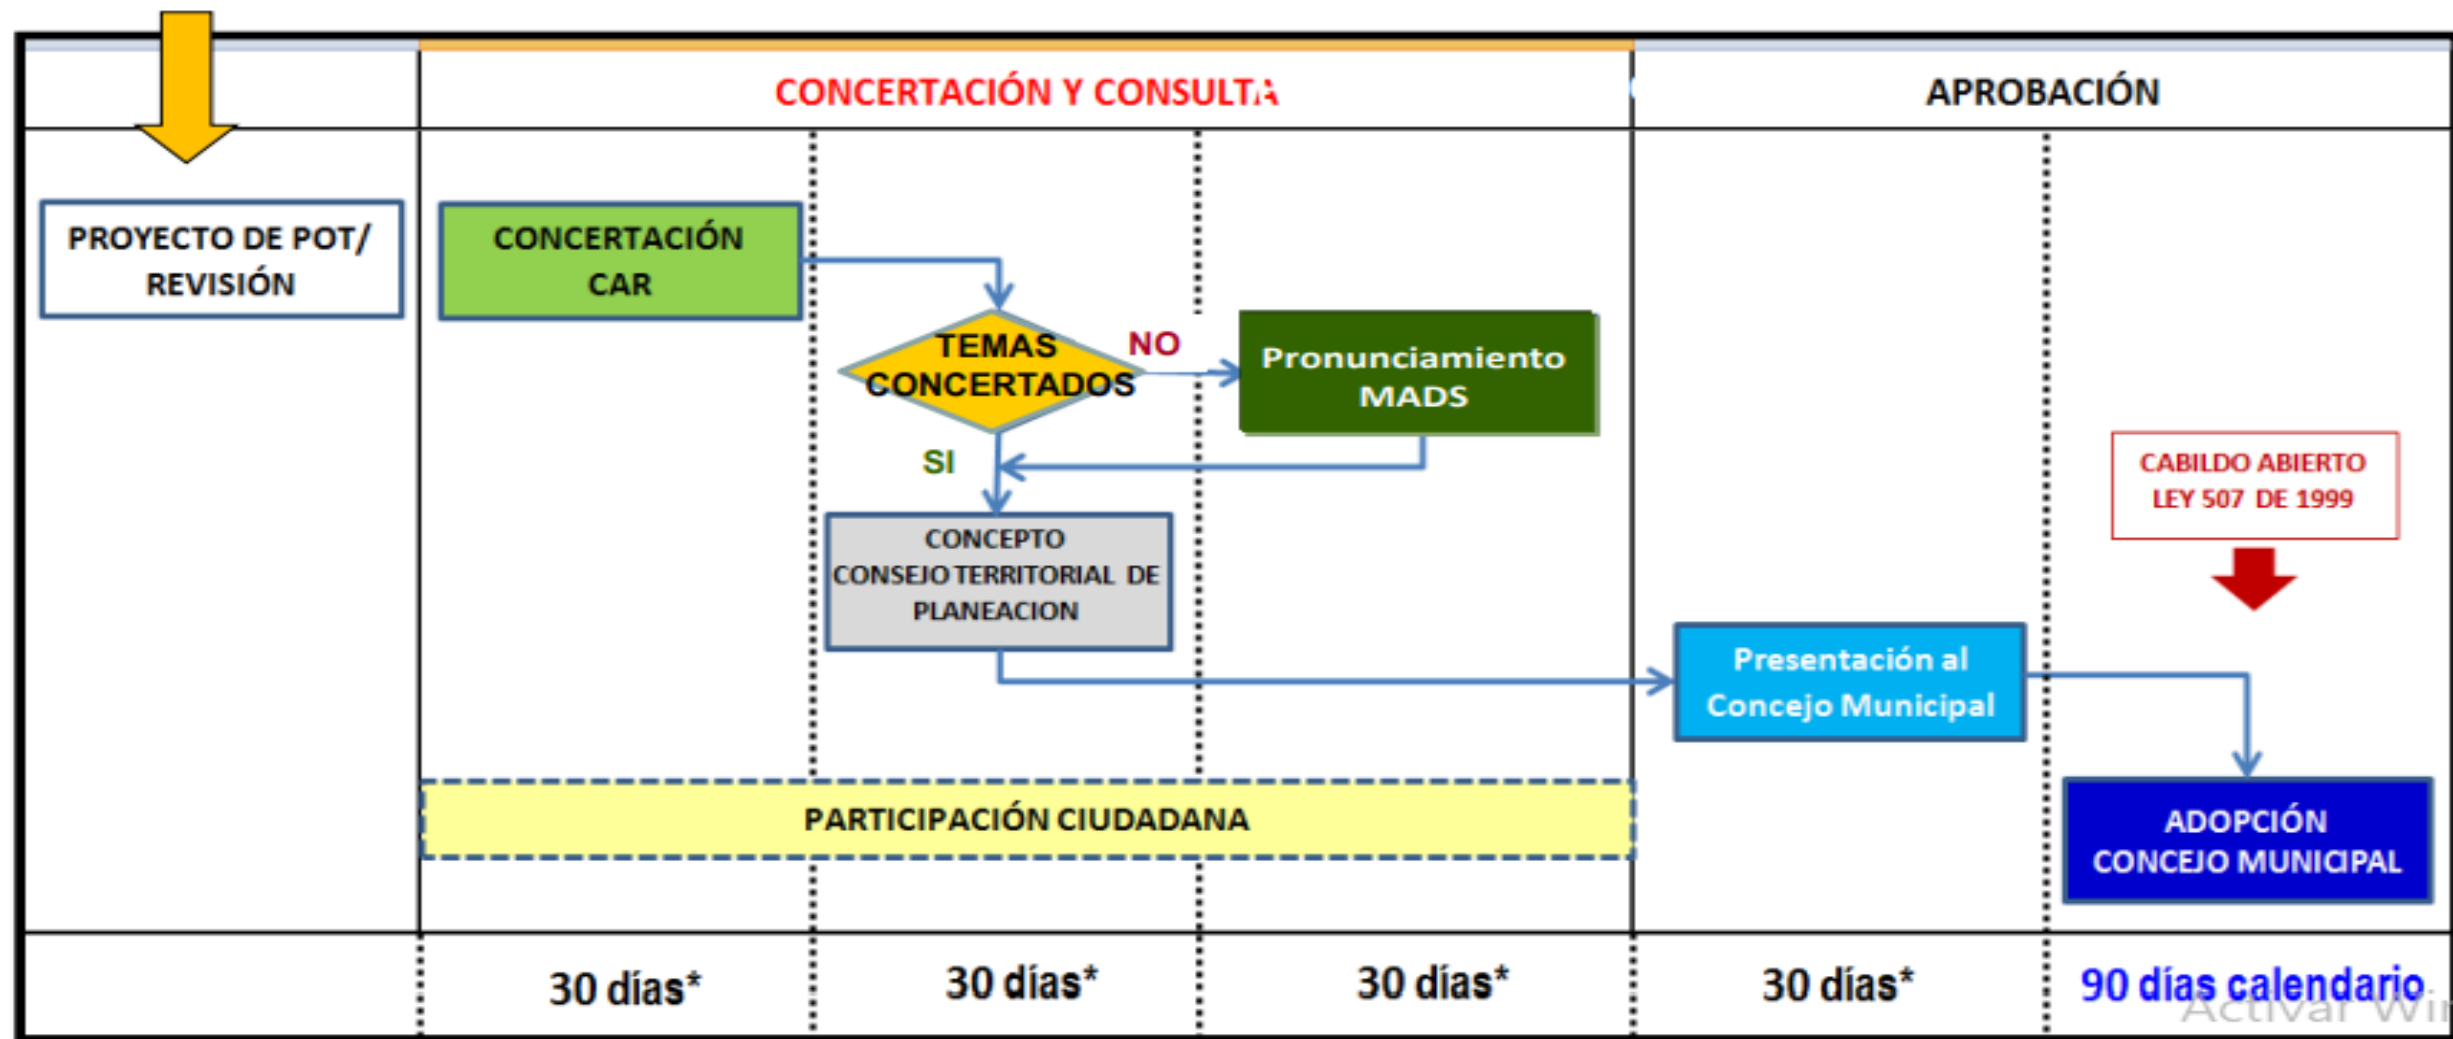 CONCERTACIÓN Y CONSULTA
APROBACIÓN
PROYECTO DE POT/
REVISIÓN
CONCERTACIÓN
CAR
TEMAS
CONCERTADOS
NO
Pronunciamiento
MADS
SI
CONCEPTO
CONSEJO TERRITORIAL DE
PLANEACION
CABILDO ABIERTO
LEY 507 DE 1999
Presentación al
Concejo Municipal
PARTICIPACIÓN CIUDADANA
ADOPCIÓN
CONCEJO MUNICIPAL
30 días*
30 días*
30 días*
30 días*
90 días calendario
Activar Win